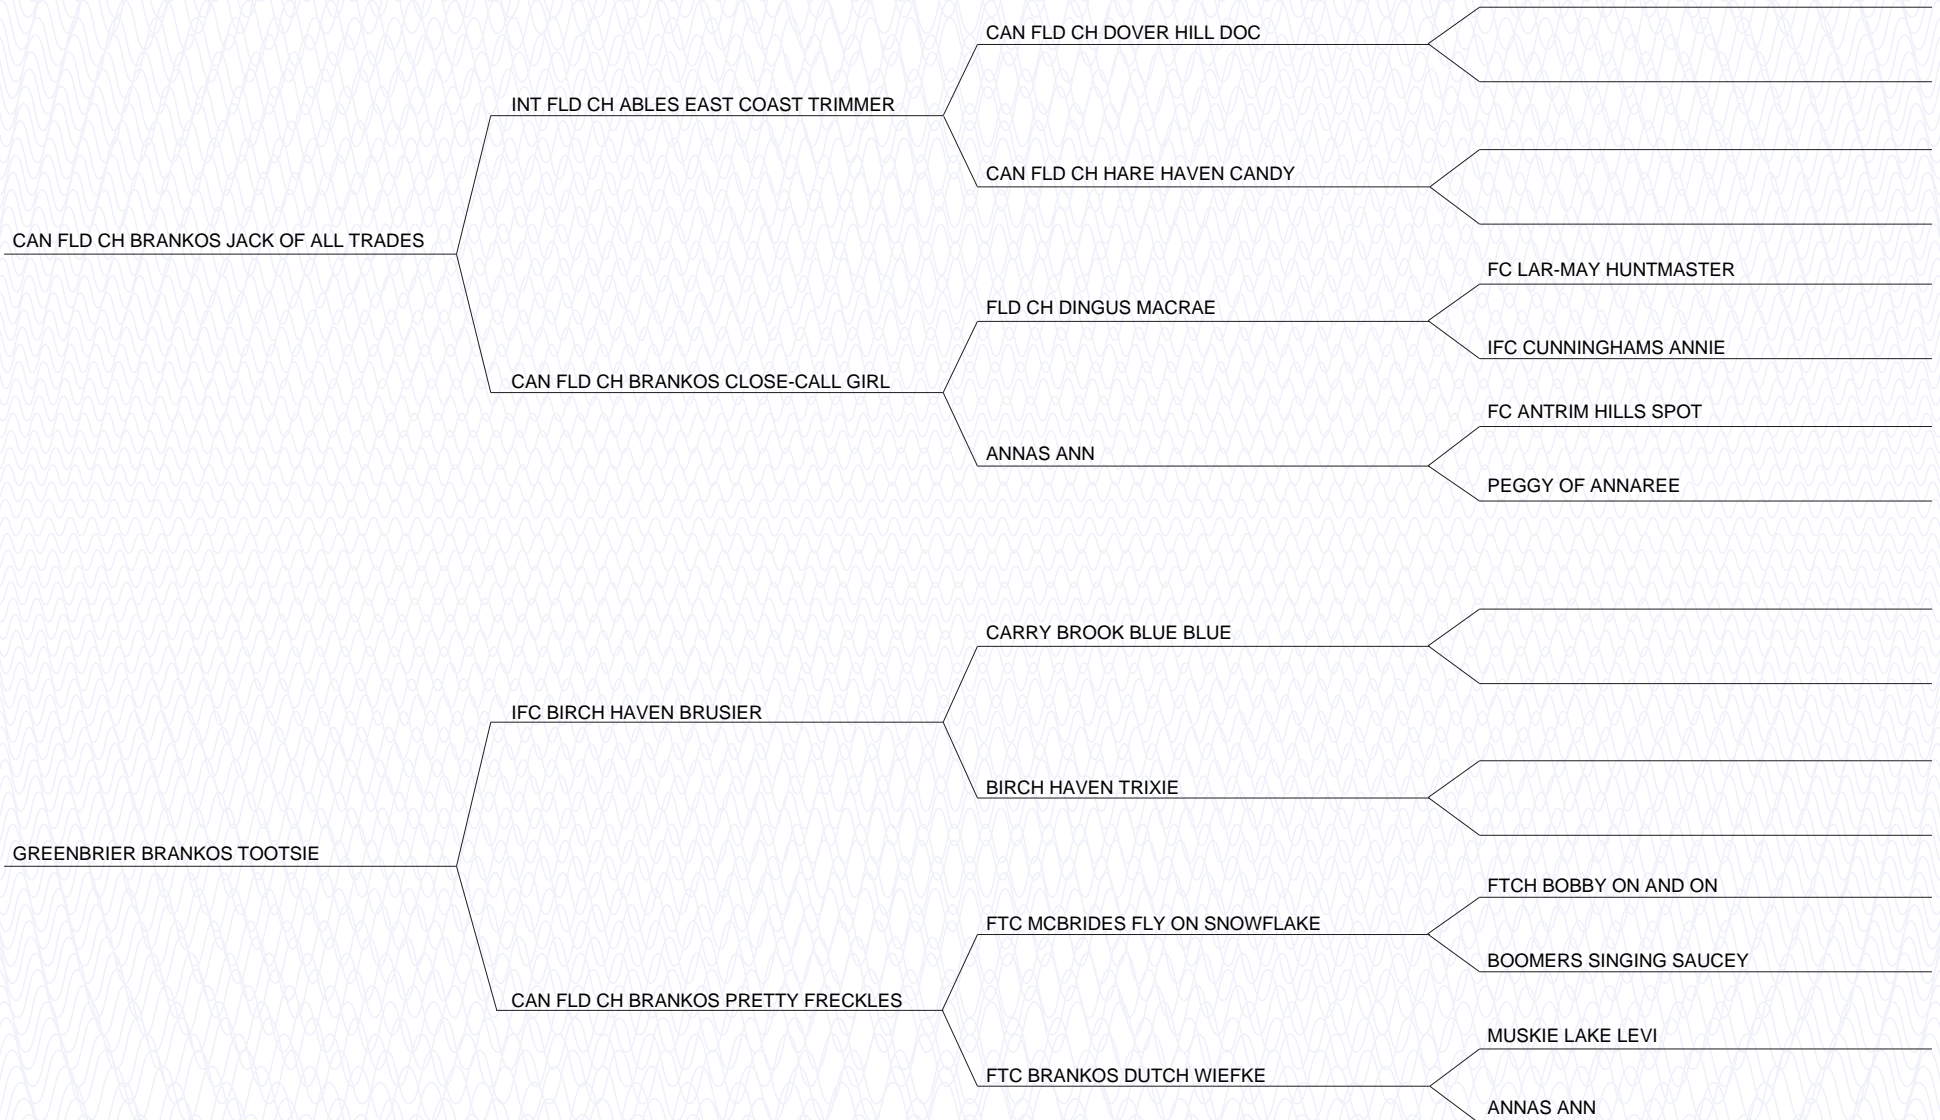 CAN FLD CH DOVER HILL DOC
INT FLD CH ABLES EAST COAST TRIMMER
CAN FLD CH HARE HAVEN CANDY
CAN FLD CH BRANKOS JACK OF ALL TRADES
FC LAR-MAY HUNTMASTER
FLD CH DINGUS MACRAE
IFC CUNNINGHAMS ANNIE
CAN FLD CH BRANKOS CLOSE-CALL GIRL
FC ANTRIM HILLS SPOT
ANNAS ANN
PEGGY OF ANNAREE
CARRY BROOK BLUE BLUE
IFC BIRCH HAVEN BRUSIER
BIRCH HAVEN TRIXIE
GREENBRIER BRANKOS TOOTSIE
FTCH BOBBY ON AND ON
FTC MCBRIDES FLY ON SNOWFLAKE
BOOMERS SINGING SAUCEY
CAN FLD CH BRANKOS PRETTY FRECKLES
MUSKIE LAKE LEVI
FTC BRANKOS DUTCH WIEFKE
ANNAS ANN